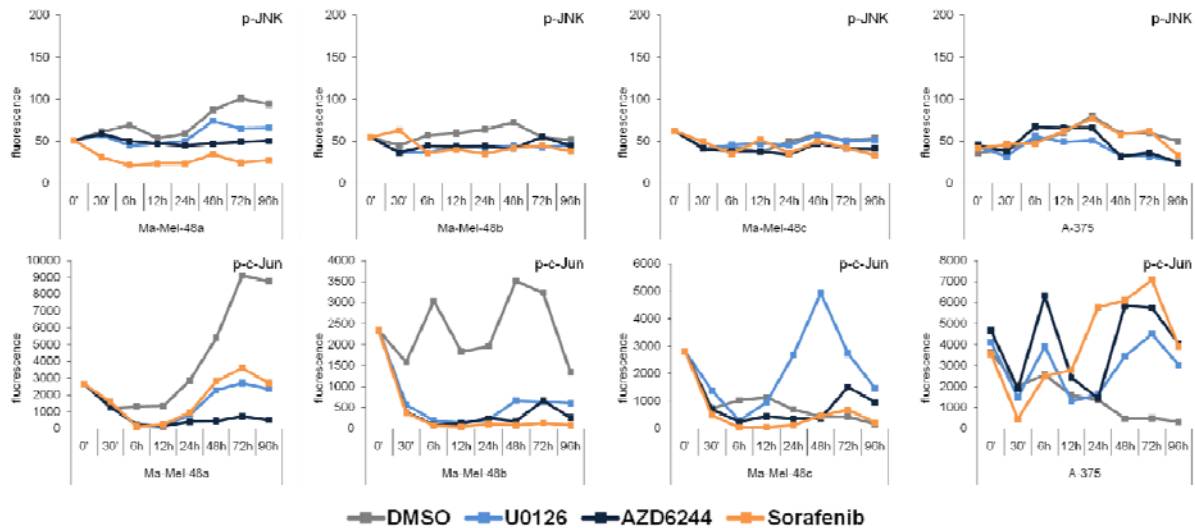 p-JNK
200
150
100
50
0
fluorescence
0' 30' 6h 12h 24h 48h 72h 96h
Ma-Mel-48a
p-JNK
200
150
100
50
0
fluorescence
0' 30' 6h 12h 24h 48h 72h 96h
Ma-Mel-48b
p-JNK
200
150
100
50
0
fluorescence
0' 30' 6h 12h 24h 48h 72h 96h
Ma-Mel-48c
p-JNK
200
150
100
50
0
fluorescence
0' 30' 6h 12h 24h 48h 72h 96h
A-375
p-c-Jun
10000
9000
8000
7000
6000
5000
4000
3000
2000
1000
0
fluorescence
0' 30' 6h 12h 24h 48h 72h 96h
Ma-Mel-48a
p-c-Jun
4000
3500
3000
2500
2000
1500
1000
500
0
fluorescence
0' 30' 6h 12h 24h 48h 72h 96h
Ma-Mel-48b
p-c-Jun
6000
5000
4000
3000
2000
1000
0
fluorescence
0' 30' 6h 12h 24h 48h 72h 96h
Ma-Mel-48c
p-c-Jun
8000
7000
6000
5000
4000
3000
2000
1000
0
fluorescence
0' 30' 6h 12h 24h 48h 72h 96h
A-375
DMSO U0126 AZD6244 Sorafenib